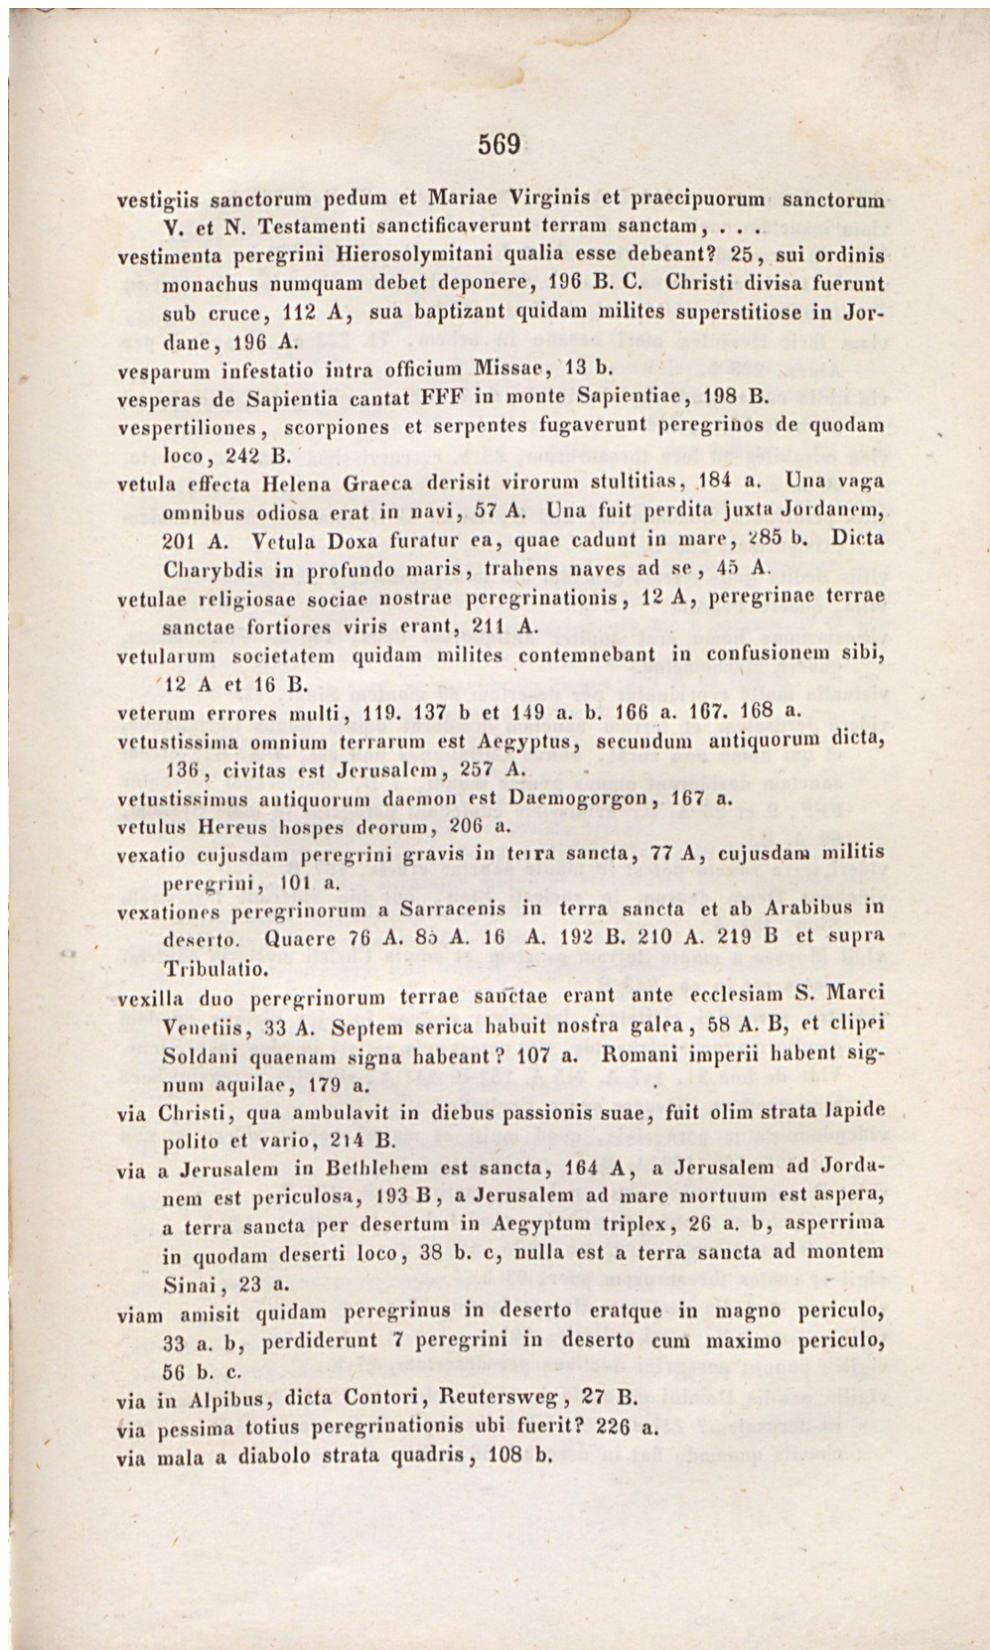 569
vestigiis sanctorum pedum et Mariae Virginis et praecipuorum sanctorum
V. et N. Testamenti sanctificaverunt terram sanctam, . . .
vestimenta peregrini Hierosolymitani qualia esse debeant? 25, sui ordinis
monachus numquam debet deponere, 196 B. C. Christi divisa fuerunt
sub cruce, 112 A, sua baptizant quidam milites superstitiose in Jor-
dane, 196 A.
vesparum infestatio intra officium Missae, 13 b.
vesperas de Sapientia cantat FFF in monte Sapientiae, 198 B.
vespertiliones, scorpiones et serpentes fugaverunt peregrinos de quodam
loco, 242 B.
vetula effecta Helena Graeca derisit virorum stultitias, 184 a. Una vaga
omnibus odiosa erat in navi, 57 A. Una fuit perdita juxta Jordanem,
201 A. Vetula Doxa furatur ea, quae cadunt in mare, 285 b. Dicta
Charybdis in profundo maris, trahens naves ad se, 45 A.
vetulae religiosae sociae nostrae peregrinationis, 12 A, peregrinae terrae
sanctae fortiores viris erant, 211 A.
vetularum societatem quidam milites contemnebant in confusionem sibi,
12 A et 16 B.
veterum errores multi, 119. 137 b et 149 a. b. 166 a. 167. 168 a.
vetustissima omnium terrarum est Aegyptus, secundum antiquorum dicta,
136, civitas est Jerusalem, 257 A.
vetustissimus antiquorum daemon est Daemogorgon, 167 a.
vetulus Hereus hospes deorum, 206 a.
vexatio cujusdam peregrini gravis in terra sancta, 77 A, cujusdam militis
peregrini, 101 a.
vexationes peregrinorum a Sarracenis in terra sancta et ab Arabibus in
deserto. Quaere 76 A. 85 A. 16 A. 192 B. 210 A. 219 B et supra
Tribulatio.
vexilla duo peregrinorum terrae sanctae erant ante ecclesiam S. Marci
Venetiis, 33 A. Septem serica habuit nostra galea, 58 A. B, et clipei
Soldani quaenam signa habeant? 107 a. Romani imperii habent sig-
num aquilae, 179 a.
via Christi, qua ambulavit in diebus passionis suae, fuit olim strata lapide
polito et vario, 214 B.
via a Jerusalem in Bethlehem est sancta, 164 A, a Jerusalem ad Jorda-
nem est periculosa, 193 B, a Jerusalem ad mare mortuum est aspera,
a terra sancta per desertum in Aegyptum triplex, 26 a. b, asperrima
in quodam deserti loco, 38 b. c, nulla est a terra sancta ad montem
Sinai, 23 a.
viam amisit quidam peregrinus in deserto eratque in magno periculo,
33 a. b, perdiderunt 7 peregrini in deserto cum maximo periculo,
56 b. c.
via in Alpibus, dicta Contori, Reutersweg, 27 B.
via pessima totius peregrinationis ubi fuerit? 226 a.
via mala a diabolo strata quadris, 108 b.